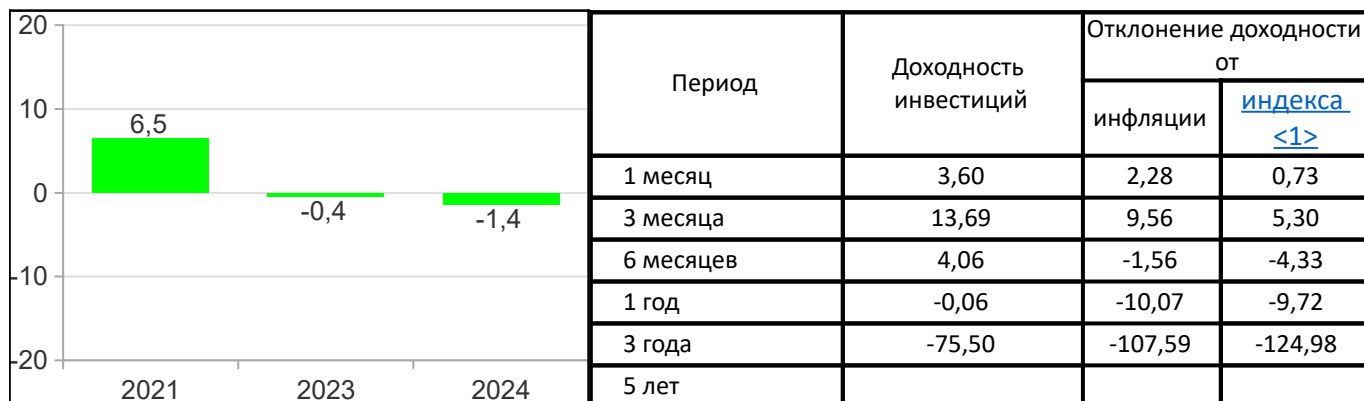 20
10
0
-10
-20
6,5
-0,4
-1,4
2021 2023 2024
Период Доходность инвестиций Отклонение доходности от
инфляции индекса <1>
1 месяц 3,60 2,28 0,73
3 месяца 13,69 9,56 5,30
6 месяцев 4,06 -1,56 -4,33
1 год -0,06 -10,07 -9,72
3 года -75,50 -107,59 -124,98
5 лет